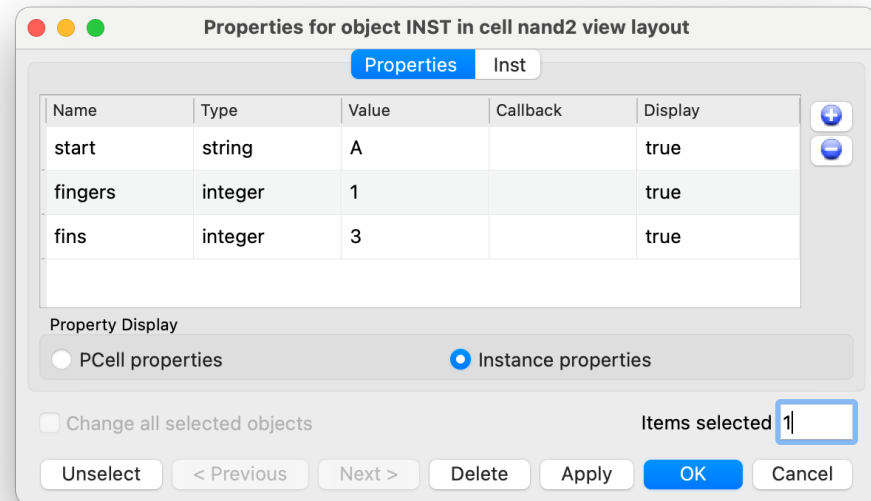 Properties for object INST in cell nand2 view layout
Properties Inst
Name Type Value Callback Display
start string A true
fingers integer 1 true
fins integer 3 true
Property Display
PCell properties Instance properties
Change all selected objects Items selected 1
Unselect < Previous Next > Delete Apply OK Cancel